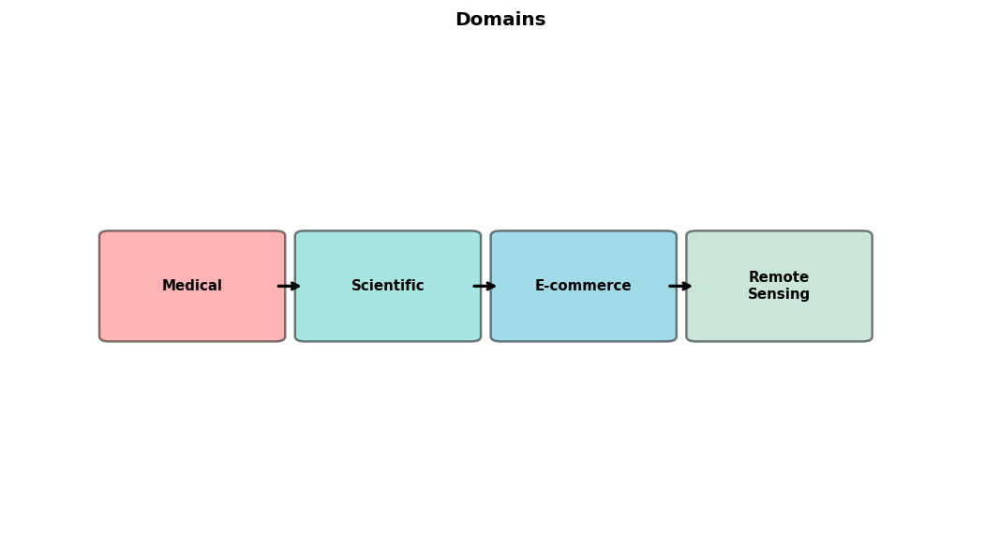 Domains
Medical
Scientific
E-commerce
Remote
Sensing